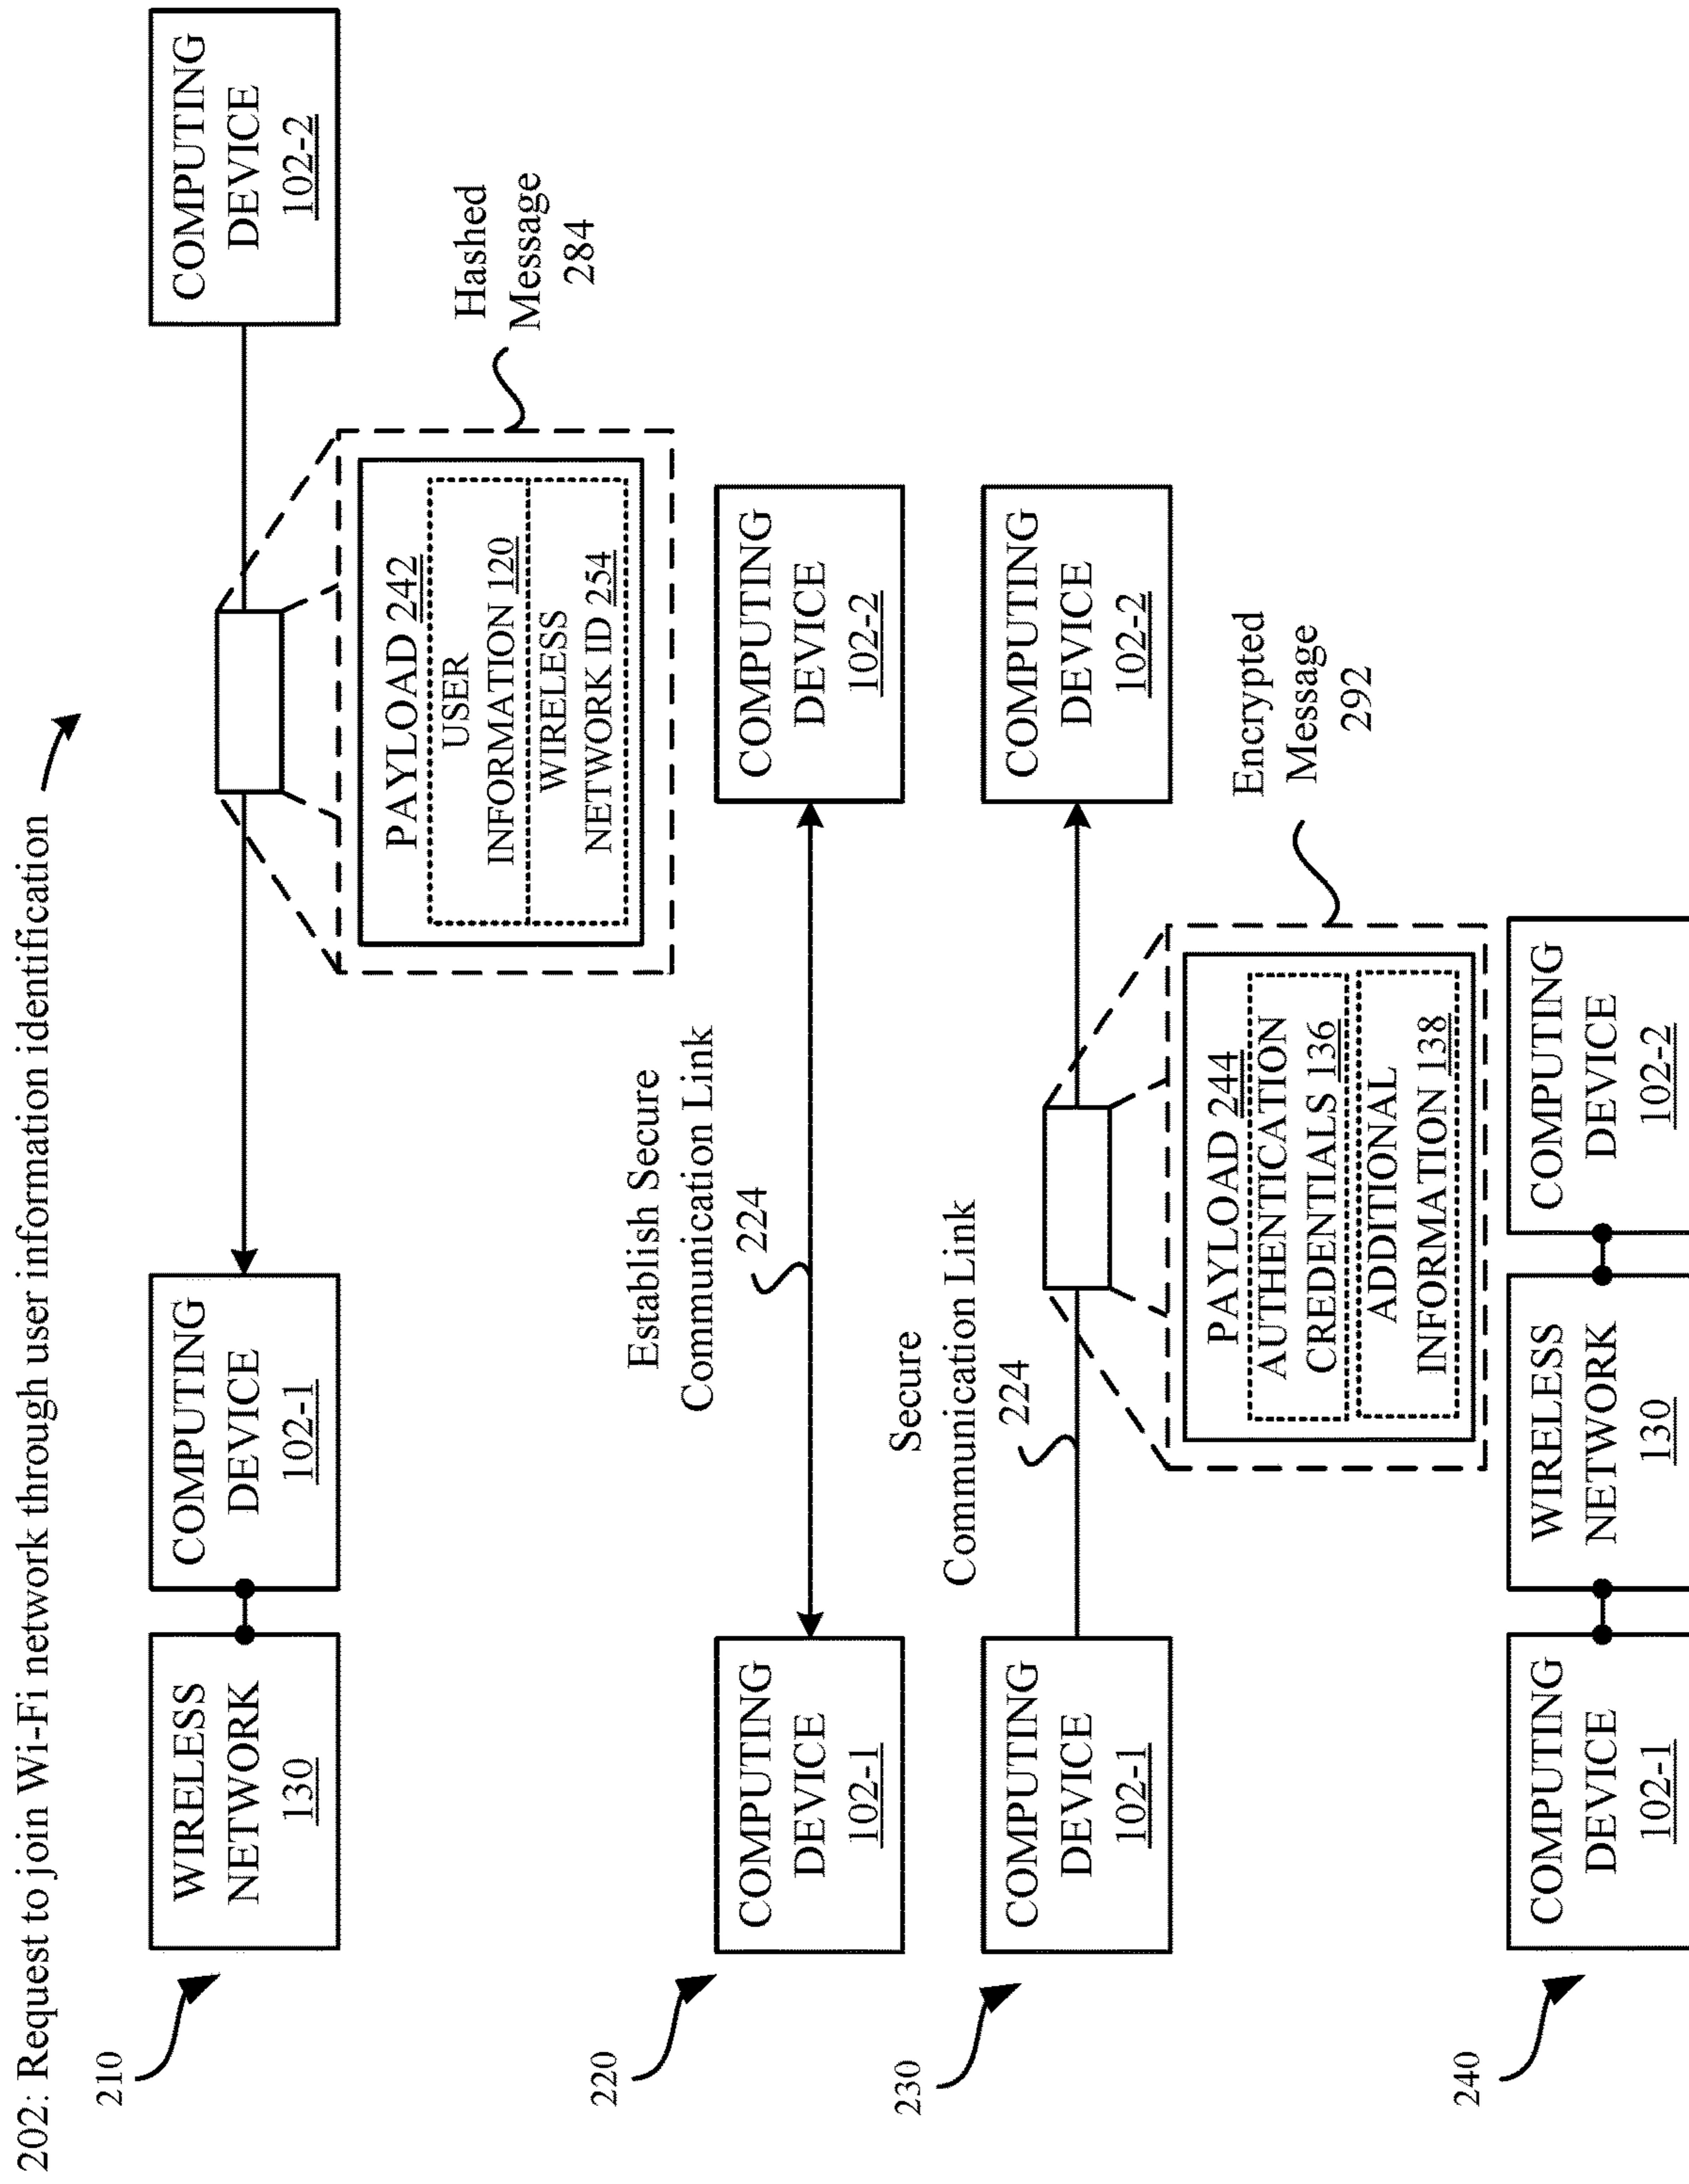 202: Request to join Wi-Fi network through user information identification
210
WIRELESS
NETWORK
130
COMPUTING
DEVICE
102-1
COMPUTING
DEVICE
102-2
PAYLOAD 242
USER
INFORMATION 120
WIRELESS
NETWORK ID 254
Hashed
Message
284
220
COMPUTING
DEVICE
102-1
Establish Secure
Communication Link
224
COMPUTING
DEVICE
102-2
230
COMPUTING
DEVICE
102-1
Secure
Communication Link
224
COMPUTING
DEVICE
102-2
PAYLOAD 244
AUTHENTICATION
CREDENTIALS 136
ADDITIONAL
INFORMATION 138
Encrypted
Message
292
240
COMPUTING
DEVICE
102-1
WIRELESS
NETWORK
130
COMPUTING
DEVICE
102-2